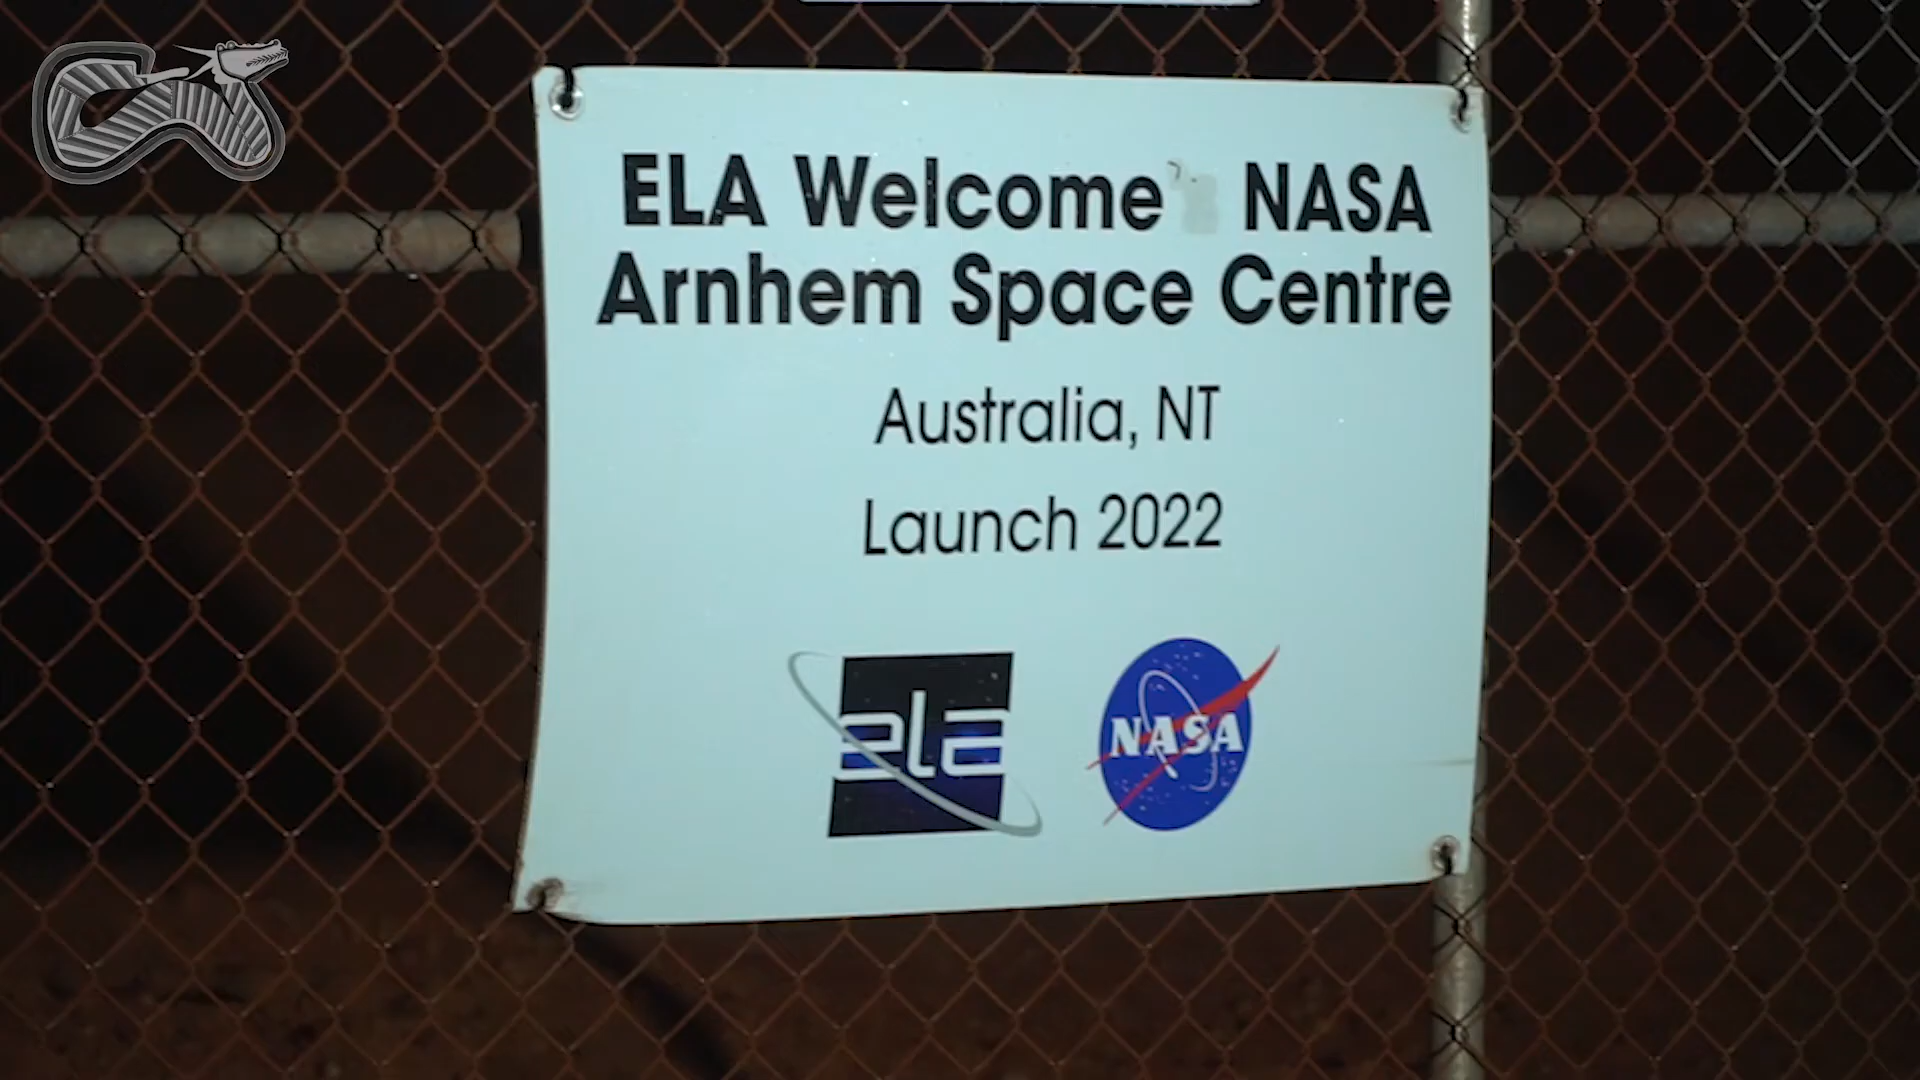 ELA Welcome NASA
Arnhem Space Centre
Australia, NT
Launch 2022
ela
NASA